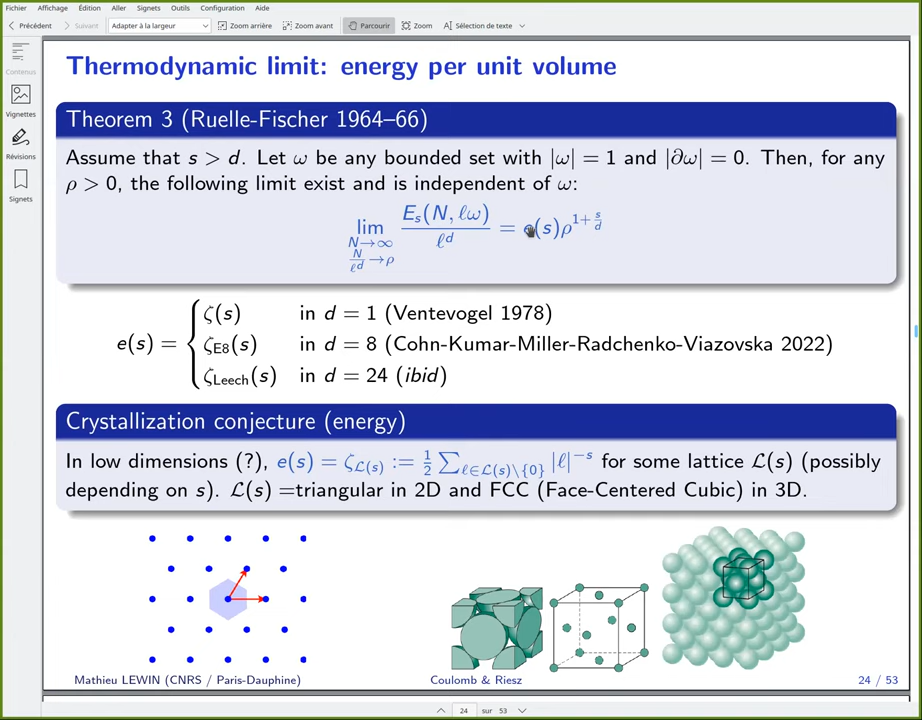 Fichier Affichage Édition Aller Signets Outils Configuration Aide
Précédent Suivant Adapter à la largeur Zoom arrière Zoom avant Parcourir Zoom Sélection de texte
Contenus
Vignettes
Révisions
Signets
Thermodynamic limit: energy per unit volume
Theorem 3 (Ruelle-Fischer 1964–66)
Assume that s > d. Let ω be any bounded set with |ω| = 1 and |∂ω| = 0. Then, for any
ρ > 0, the following limit exist and is independent of ω:
lim_{N→∞, N/ℓ^d→ρ} E_s(N, ℓω)/ℓ^d = e(s)ρ^{1+s/d}
e(s) = { ζ(s) in d = 1 (Ventevogel 1978)
ζ_{E8}(s) in d = 8 (Cohn-Kumar-Miller-Radchenko-Viazovska 2022)
ζ_{Leech}(s) in d = 24 (ibid)
Crystallization conjecture (energy)
In low dimensions (?), e(s) = ζ_{𝓛(s)} := 1/2 ∑_{ℓ∈𝓛(s)\{0}} |ℓ|^{−s} for some lattice 𝓛(s) (possibly
depending on s). 𝓛(s) =triangular in 2D and FCC (Face-Centered Cubic) in 3D.
Mathieu LEWIN (CNRS / Paris-Dauphine) Coulomb & Riesz 24 / 53
24 sur 53